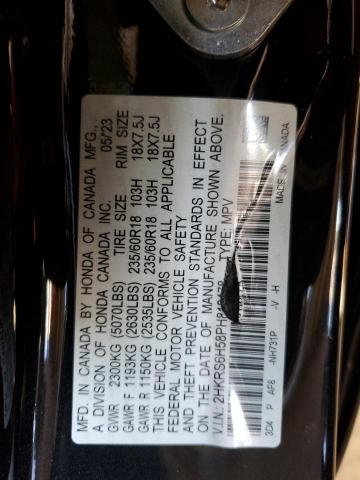 MFD. IN CANADA BY HONDA OF CANADA MFG.,
A DIVISION OF HONDA CANADA INC. 05/23
GVWR 2300KG (5070LBS) TIRE SIZE RIM SIZE
GAWR F 1193KG (2630LBS) 235/60R18 103H 18X7.5J
GAWR R 1150KG (2535LBS) 235/60R18 103H 18X7.5J
THIS VEHICLE CONFORMS TO ALL APPLICABLE
FEDERAL MOTOR VEHICLE SAFETY
AND THEFT PREVENTION STANDARDS IN EFFECT
ON THE DATE OF MANUFACTURE SHOWN ABOVE.
V.I.N.: TYPE: MPV
3D4 P AF8 -NH731P -V -H MADE IN CANADA